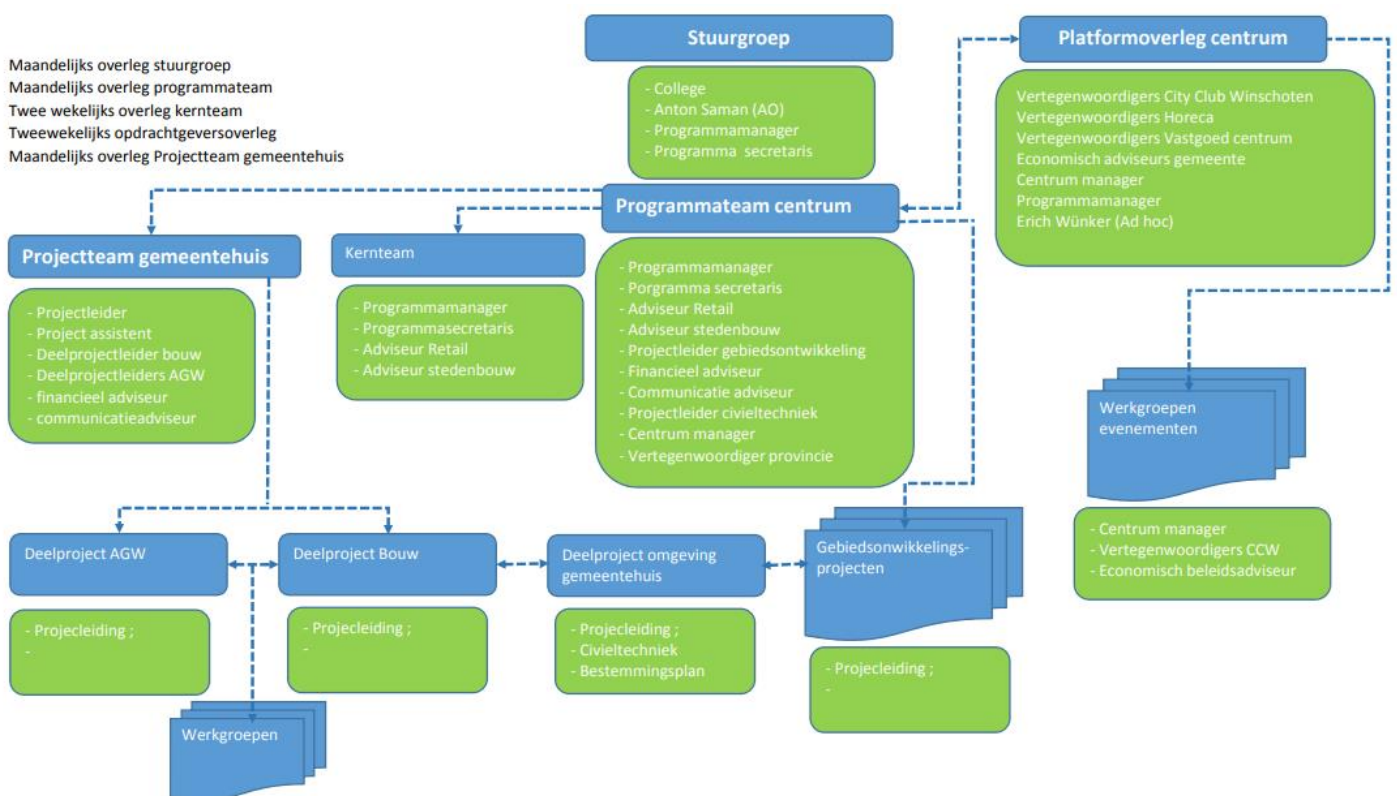 Stuurgroep
- College
- Anton Saman (AO)
- Programmamanager
- Programma secretaris
Platformoverleg centrum
Vertegenwoordigers City Club Winschoten
Vertegenwoordigers Horeca
Vertegenwoordigers Vastgoed centrum
Economisch adviseurs gemeente
Centrum manager
Programmamanager
Erich Wünker (Ad hoc)
Maandelijks overleg stuurgroep
Maandelijks overleg programmateam
Twee wekelijks overleg kernteam
Tweewekelijks opdrachtgeversoverleg
Maandelijks overleg Projectteam gemeentehuis
Programmateam centrum
- Programmamanager
- Porgramma secretaris
- Adviseur Retail
- Adviseur stedenbouw
- Projectleider gebiedsontwikkeling
- Financieel adviseur
- Communicatie adviseur
- Projectleider civieltechniek
- Centrum manager
- Vertegenwoordiger provincie
Projectteam gemeentehuis
- Projectleider
- Project assistent
- Deelprojectleider bouw
- Deelprojectleiders AGW
- financieel adviseur
- communicatieadviseur
Kernteam
- Programmamanager
- Programmasecretaris
- Adviseur Retail
- Adviseur stedenbouw
Werkgroepen
evenementen
- Centrum manager
- Vertegenwoordigers CCW
- Economisch beleidsadviseur
Deelproject AGW
- Projecleiding ;
-
Deelproject Bouw
- Projecleiding ;
-
Deelproject omgeving
gemeentehuis
- Projecleiding ;
- Civieltechniek
- Bestemmingsplan
Gebiedsonwikkelings-
projecten
- Projecleiding ;
-
Werkgroepen